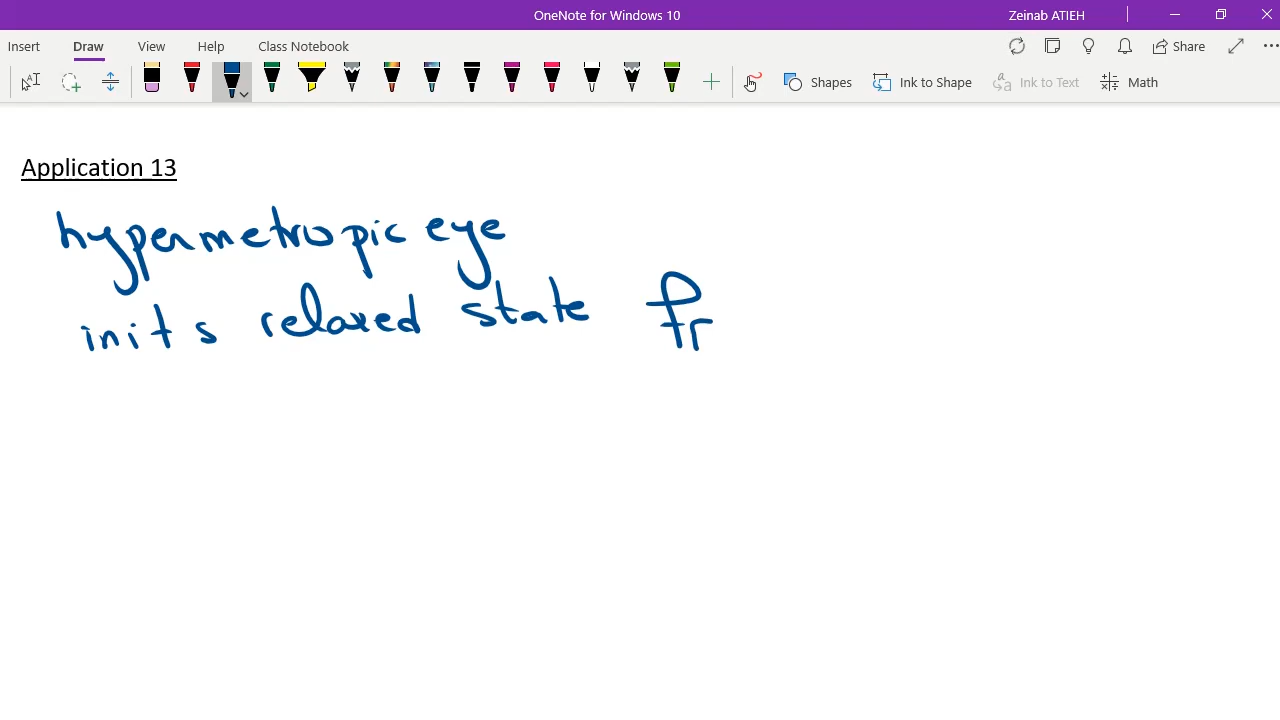 OneNote for Windows 10
Zeinab ATIEH
Insert Draw View Help Class Notebook
Share
Shapes Ink to Shape Ink to Text Math
Application 13
hypermetropic eye
in its relaxed state fr